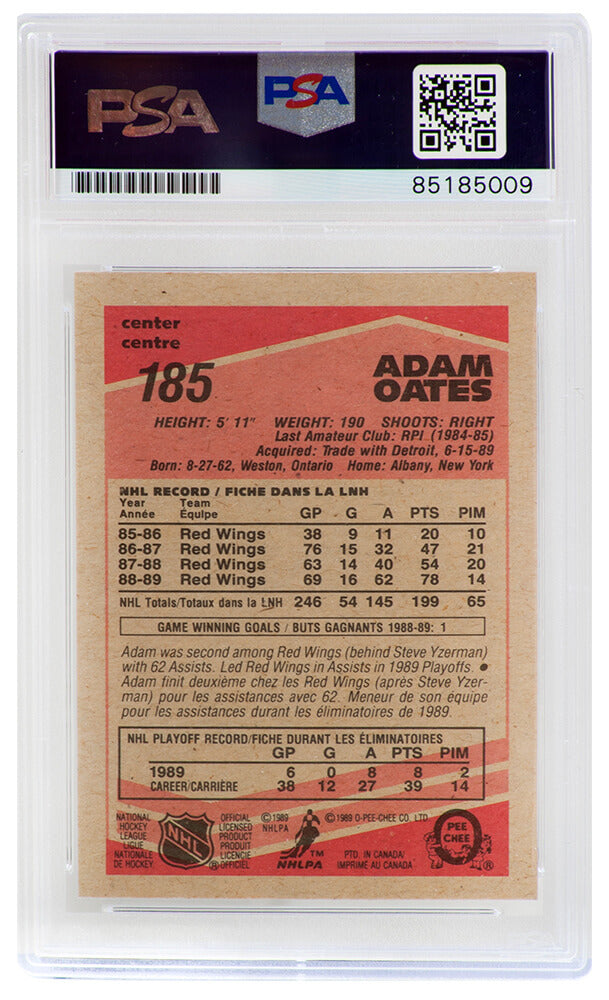 PSA PSA
85185009
center
centre
185 ADAM OATES
HEIGHT: 5' 11" WEIGHT: 190 SHOOTS: RIGHT
Last Amateur Club: RPI (1984-85)
Acquired: Trade with Detroit, 6-15-89
Born: 8-27-62, Weston, Ontario Home: Albany, New York
NHL RECORD / FICHE DANS LA LNH
Year Team
Année Équipe GP G A PTS PIM
85-86 Red Wings 38 9 11 20 10
86-87 Red Wings 76 15 32 47 21
87-88 Red Wings 63 14 40 54 20
88-89 Red Wings 69 16 62 78 14
NHL Totals/Totaux dans la LNH 246 54 145 199 65
GAME WINNING GOALS / BUTS GAGNANTS 1988-89: 1
Adam was second among Red Wings (behind Steve Yzerman)
with 62 Assists. Led Red Wings in Assists in 1989 Playoffs. ●
Adam finit deuxième chez les Red Wings (après Steve Yzer-
man) pour les assistances avec 62. Meneur de son équipe
pour les assistances durant les éliminatoires de 1989.
NHL PLAYOFF RECORD/FICHE DURANT LES ÉLIMINATOIRES
GP G A PTS PIM
1989 6 0 8 8 2
CAREER/CARRIÈRE 38 12 27 39 14
NATIONAL HOCKEY LEAGUE LIGUE NATIONALE DE HOCKEY.
NHL
OFFICIAL LICENSED PRODUCT PRODUIT LICENCIÉ OFFICIEL
®
© 1989 NHLPA
NHLPA ™
© 1989 O-PEE-CHEE CO. LTD.
PTD. IN CANADA/
IMPRIMÉ AU CANADA
PEE CHEE ®